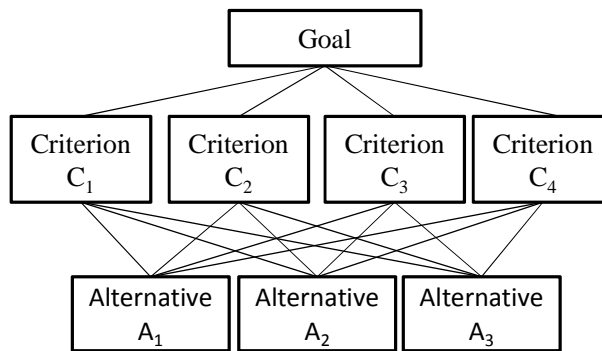 Goal
Criterion
C₁
Criterion
C₂
Criterion
C₃
Criterion
C₄
Alternative
A₁
Alternative
A₂
Alternative
A₃